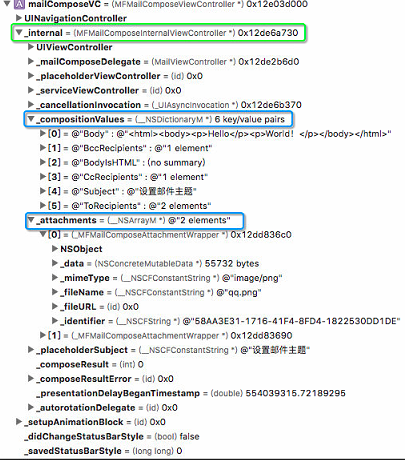 mailComposeVC = (MFMailComposeViewController *) 0x12e03d000
UINavigationController
_internal = (MFMailComposeInternalViewController *) 0x12de6a730
UIViewController
_mailComposeDelegate = (MailViewController *) 0x12de2b6d0
_placeholderViewController = (id) 0x0
_serviceViewController = (id) 0x0
_cancellationInvocation = (_UIAsyncInvocation *) 0x12de6b370
_compositionValues = (__NSDictionaryM *) 6 key/value pairs
[0] = @"Body" : @"<html><body><p>Hello</p><p>World！</p></body></html>"
[1] = @"BccRecipients" : @"1 element"
[2] = @"BodyIsHTML" : (no summary)
[3] = @"CcRecipients" : @"1 element"
[4] = @"Subject" : @"设置邮件主题"
[5] = @"ToRecipients" : @"2 elements"
_attachments = (__NSArrayM *) @"2 elements"
[0] = (_MFMailComposeAttachmentWrapper *) 0x12dd836c0
NSObject
_data = (NSConcreteMutableData *) 55732 bytes
_mimeType = (__NSCFConstantString *) @"image/png"
_fileName = (__NSCFConstantString *) @"qq.png"
_fileURL = (id) 0x0
_identifier = (__NSCFString *) @"58AA3E31-1716-41F4-8FD4-1822530DD1DE"
[1] = (_MFMailComposeAttachmentWrapper *) 0x12dd83690
_placeholderSubject = (__NSCFConstantString *) @"设置邮件主题"
_composeResult = (int) 0
_composeResultError = (id) 0x0
_presentationDelayBeganTimestamp = (double) 554039315.72189295
_autorotationDelegate = (id) 0x0
_setupAnimationBlock = (id) 0x0
_didChangeStatusBarStyle = (bool) false
_savedStatusBarStyle = (long long) 0